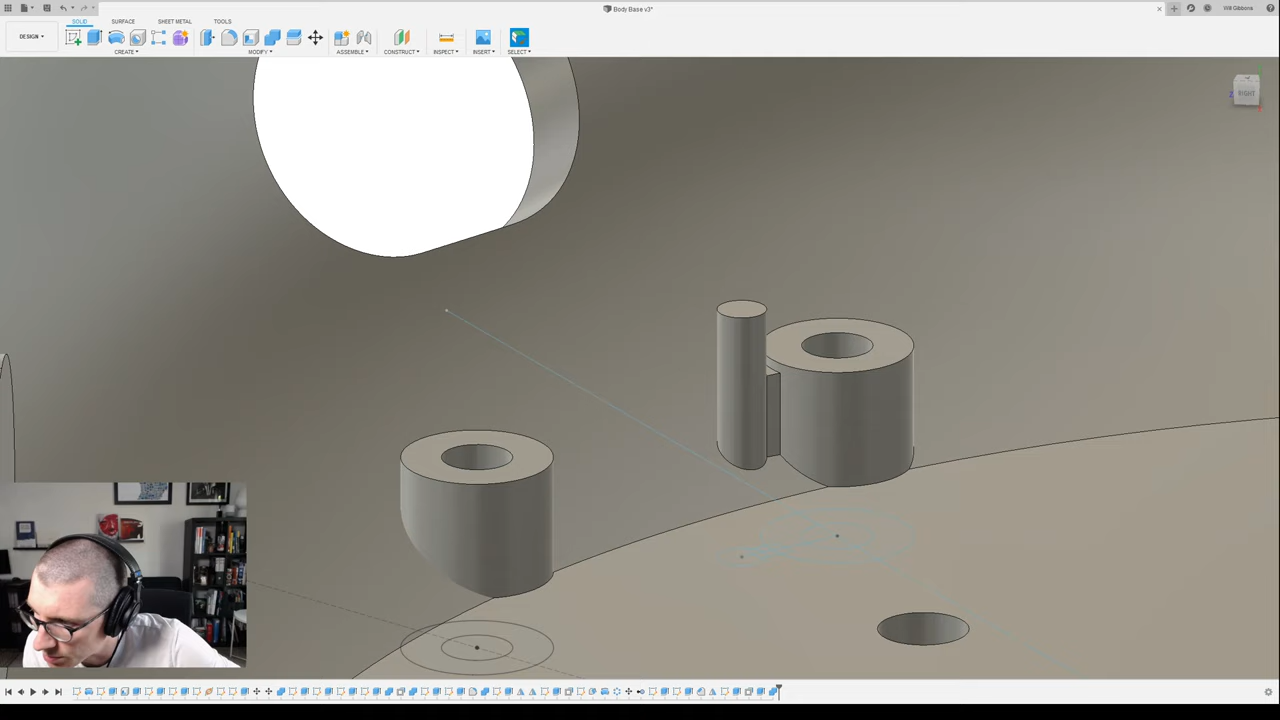 Body Base v3*
Will Gibbons
DESIGN
SOLID
SURFACE
SHEET METAL
TOOLS
CREATE
MODIFY
ASSEMBLE
CONSTRUCT
INSPECT
INSERT
SELECT
RIGHT
Z